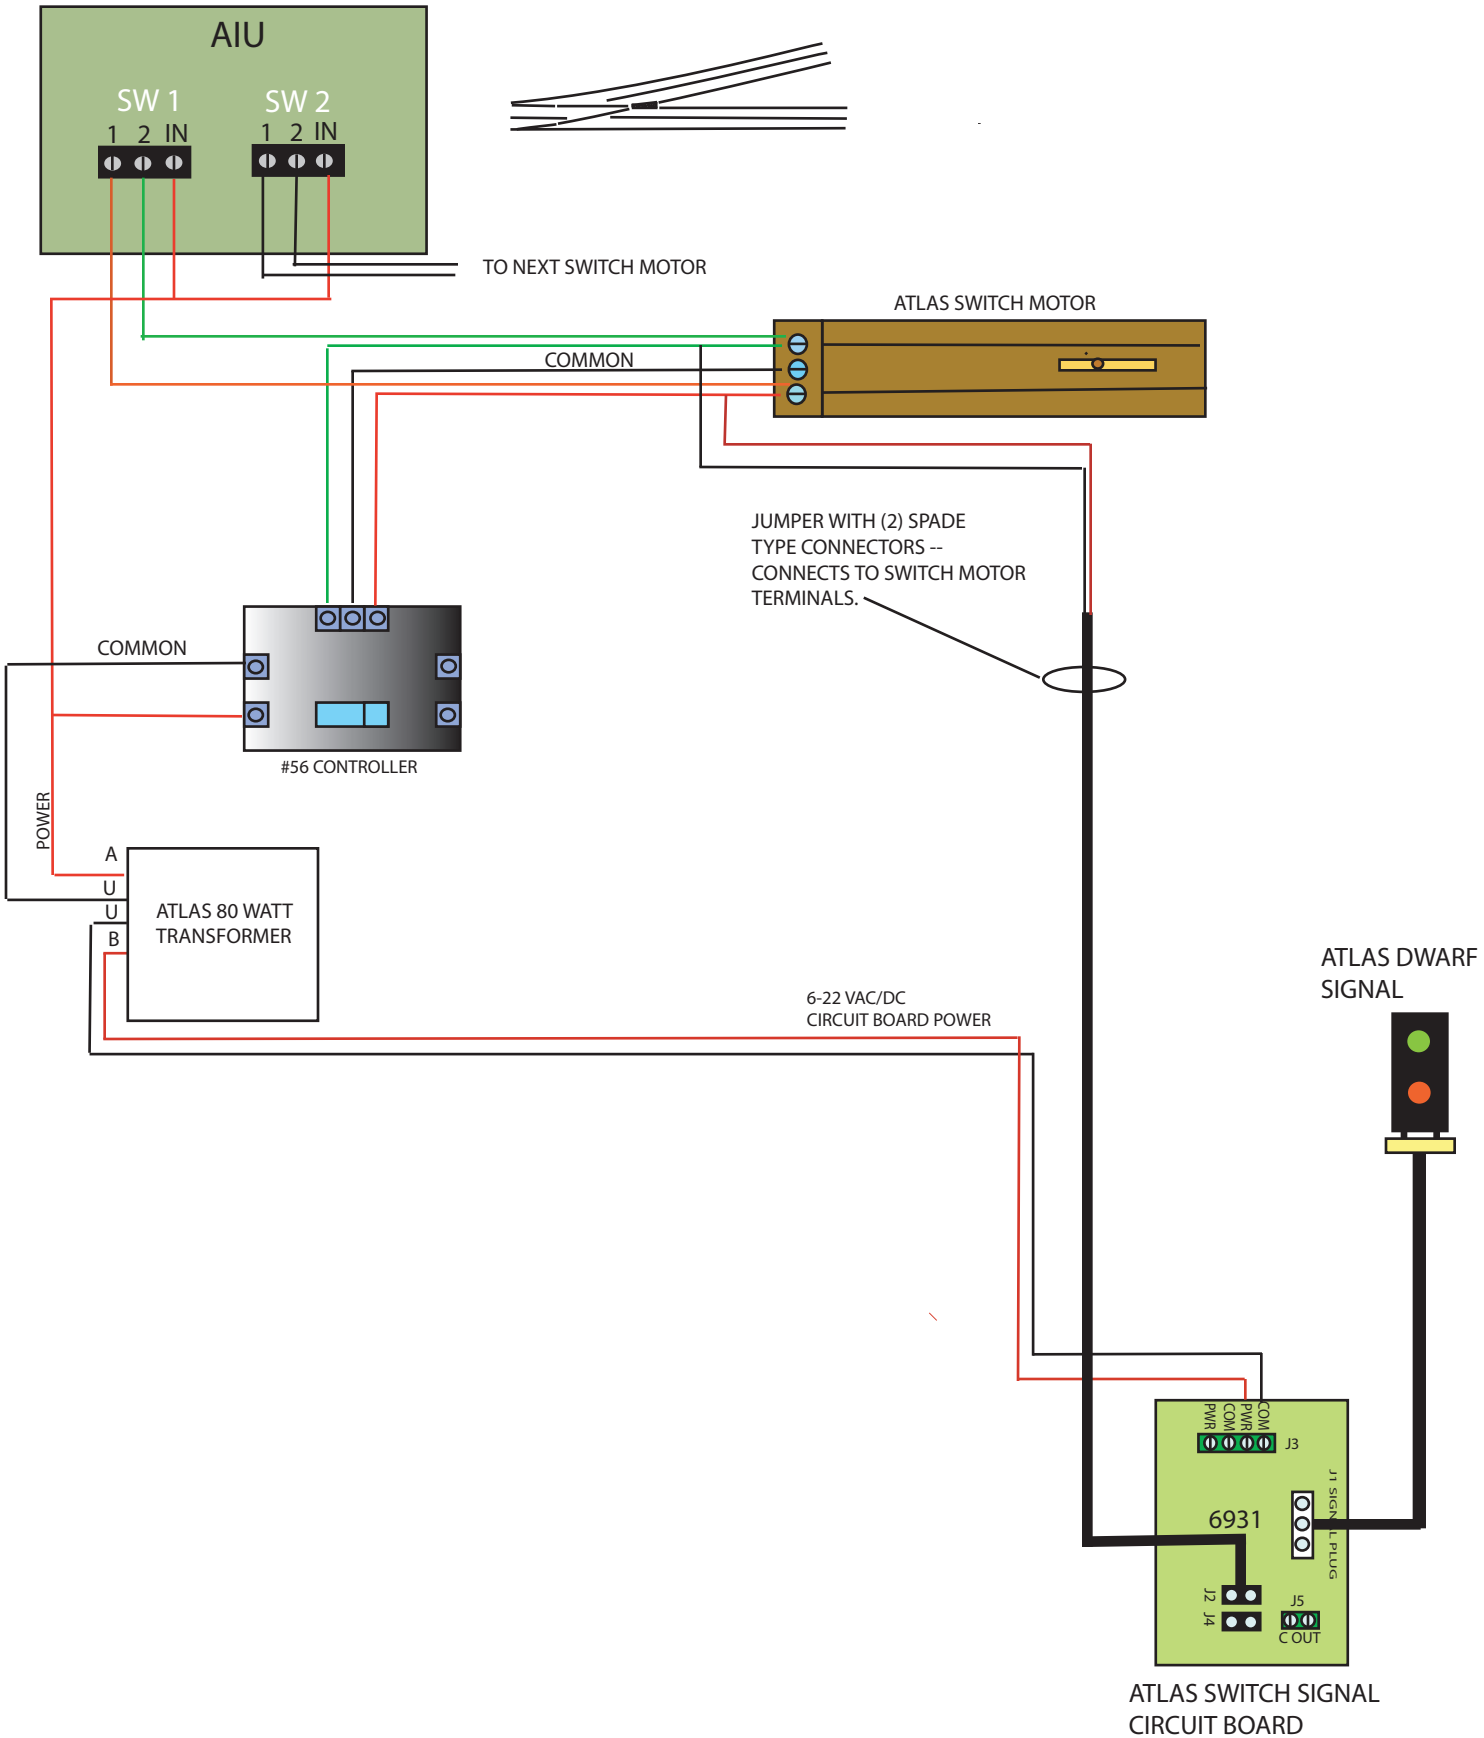 AIU
SW 1
SW 2
1 2 IN
1 2 IN
TO NEXT SWITCH MOTOR
ATLAS SWITCH MOTOR
COMMON
JUMPER WITH (2) SPADE
TYPE CONNECTORS --
CONNECTS TO SWITCH MOTOR
TERMINALS.
COMMON
#56 CONTROLLER
POWER
A
U
U
B
ATLAS 80 WATT
TRANSFORMER
6-22 VAC/DC
CIRCUIT BOARD POWER
ATLAS DWARF
SIGNAL
PWR
COM
PWR
COM
J3
J1 SIGNAL PLUG
6931
J2
J4
J5
C OUT
ATLAS SWITCH SIGNAL
CIRCUIT BOARD